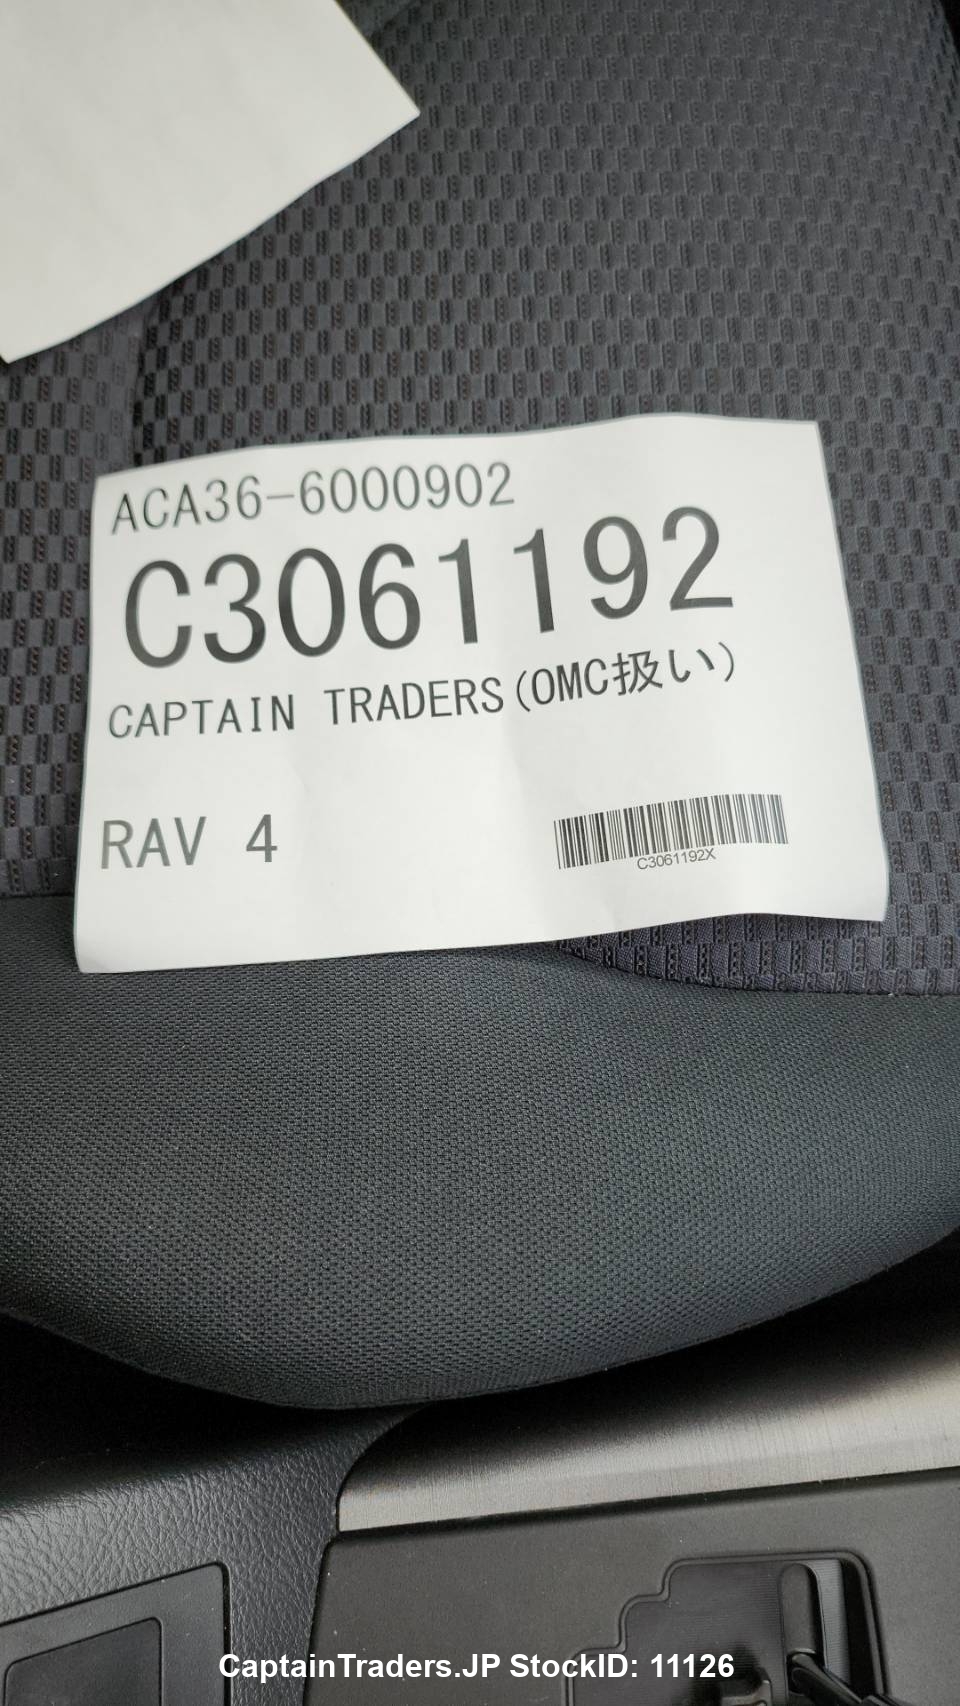 ACA36-6000902
C3061192
CAPTAIN TRADERS(OMC扱い)
RAV 4
C3061192X
CaptainTraders.JP StockID: 11126